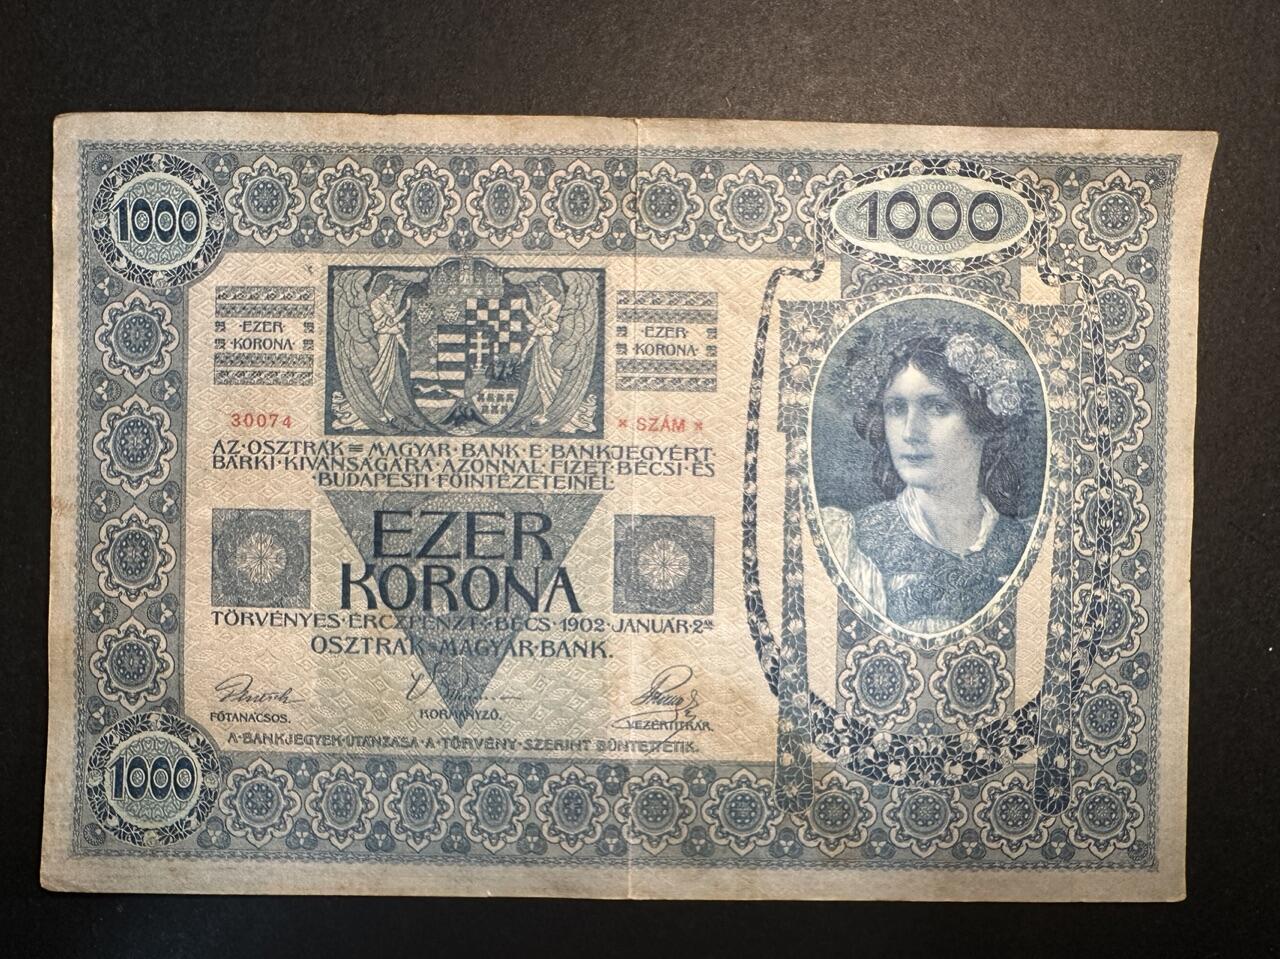 1000
1000
EZER
KORONA
EZER
KORONA
30074
* SZÁM *
AZ·OSZTRÁK=MAGYAR·BANK·E·BANKJEGYÉRT·
BÁRKI·KIVÁNSÁGÁRA·AZONNAL·FIZET·BÉCSI·ÉS
·BUDAPESTI·FŐINTÉZETEINÉL·
EZER
KORONA
TÖRVÉNYES·ÉRCZPÉNZT·:·BÉCS·1902·JANUÁR·2ÁN
OSZTRÁK=MAGYAR·BANK.
FŐTANÁCSOS.
KORMÁNYZÓ.
VEZÉRTITKÁR.
A·BANKJEGYEK·UTÁNZÁSA·A·TÖRVÉNY·SZERINT·BÜNTETTETIK.
1000